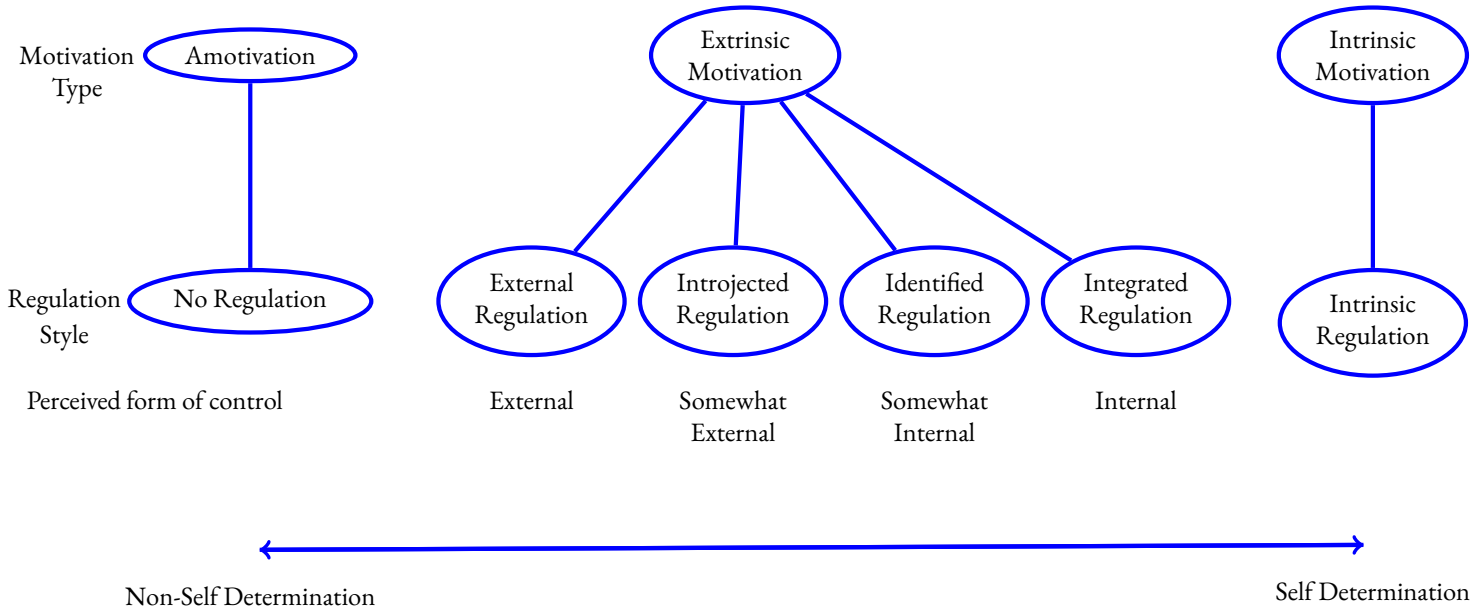 Motivation
Type
Amotivation
Extrinsic
Motivation
Intrinsic
Motivation
Regulation
Style
No Regulation
External
Regulation
Introjected
Regulation
Identified
Regulation
Integrated
Regulation
Intrinsic
Regulation
Perceived form of control
External
Somewhat
External
Somewhat
Internal
Internal
Non-Self Determination
Self Determination